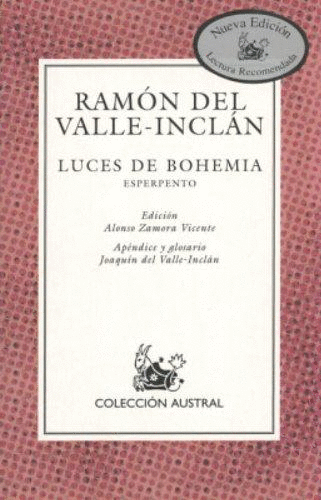 Nueva Edición
Lectura Recomendada
RAMÓN DEL
VALLE-INCLÁN
LUCES DE BOHEMIA
ESPERPENTO
Edición
Alonso Zamora Vicente
Apéndice y glosario
Joaquín del Valle-Inclán
COLECCIÓN AUSTRAL